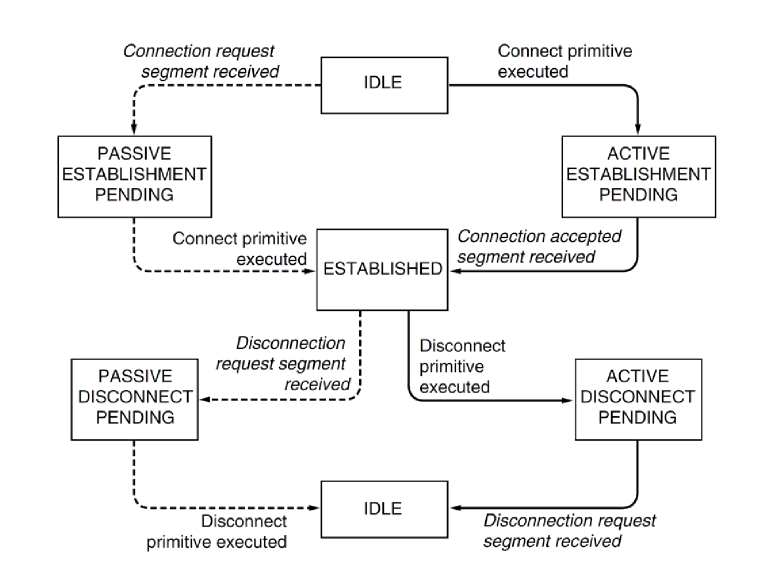 Connection request
segment received
IDLE
Connect primitive
executed
PASSIVE
ESTABLISHMENT
PENDING
ACTIVE
ESTABLISHMENT
PENDING
Connect primitive
executed
ESTABLISHED
Connection accepted
segment received
Disconnection
request segment
received
Disconnect
primitive
executed
PASSIVE
DISCONNECT
PENDING
ACTIVE
DISCONNECT
PENDING
Disconnect
primitive executed
IDLE
Disconnection request
segment received